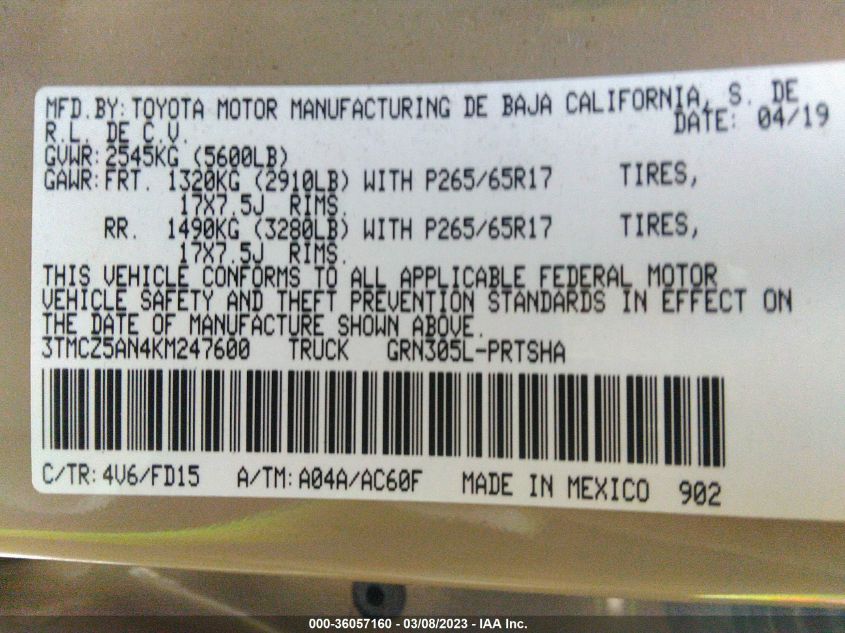 MFD.BY: TOYOTA MOTOR MANUFACTURING DE BAJA CALIFORNIA, S. DE
R.L. DE C.V. DATE: 04/19
GVWR: 2545KG (5600LB)
GAWR: FRT. 1320KG (2910LB) WITH P265/65R17 TIRES,
17X7.5J RIMS.
RR. 1490KG (3280LB) WITH P265/65R17 TIRES,
17X7.5J RIMS.
THIS VEHICLE CONFORMS TO ALL APPLICABLE FEDERAL MOTOR
VEHICLE SAFETY AND THEFT PREVENTION STANDARDS IN EFFECT ON
THE DATE OF MANUFACTURE SHOWN ABOVE.
3TMCZ5AN4KM247600 TRUCK GRN305L-PRTSHA
C/TR: 4V6/FD15 A/TM: A04A/AC60F MADE IN MEXICO 902
000-36057160 - 03/08/2023 - IAA Inc.